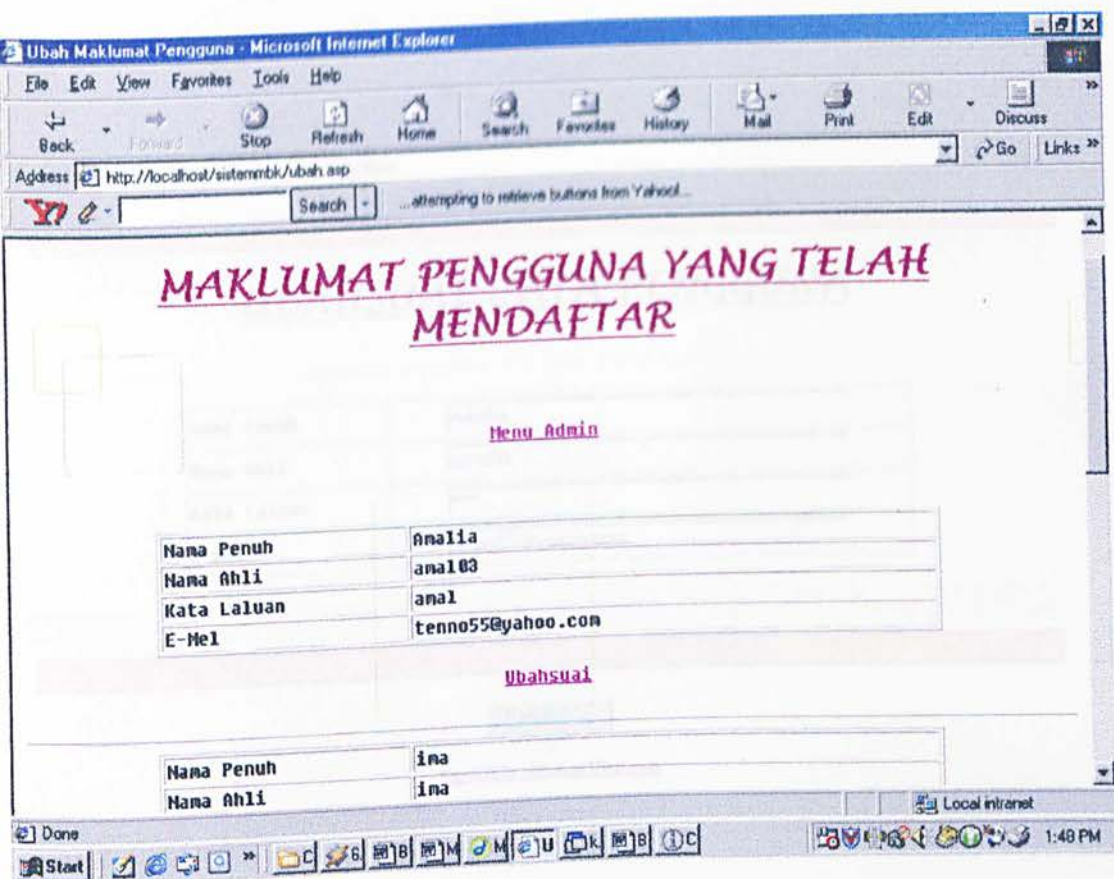 Ubah Maklumat Pengguna - Microsoft Internet Explorer
File Edit View Favorites Tools Help
Back Forward Stop Refresh Home Search Favorites History Mail Print Edit Discuss
Address http://localhost/sistemmbk/ubah.asp Go Links »
Y! Search ...attempting to retrieve buttons from Yahoo!...
MAKLUMAT PENGGUNA YANG TELAH
MENDAFTAR
Menu Admin
Nama Penuh Amalia
Nama Ahli amal03
Kata Laluan amal
E-Mel tenno55@yahoo.com
Ubahsuai
Nama Penuh ima
Nama Ahli ima
Done Local intranet
Start » C 6 B M M U k B C 1:48 PM